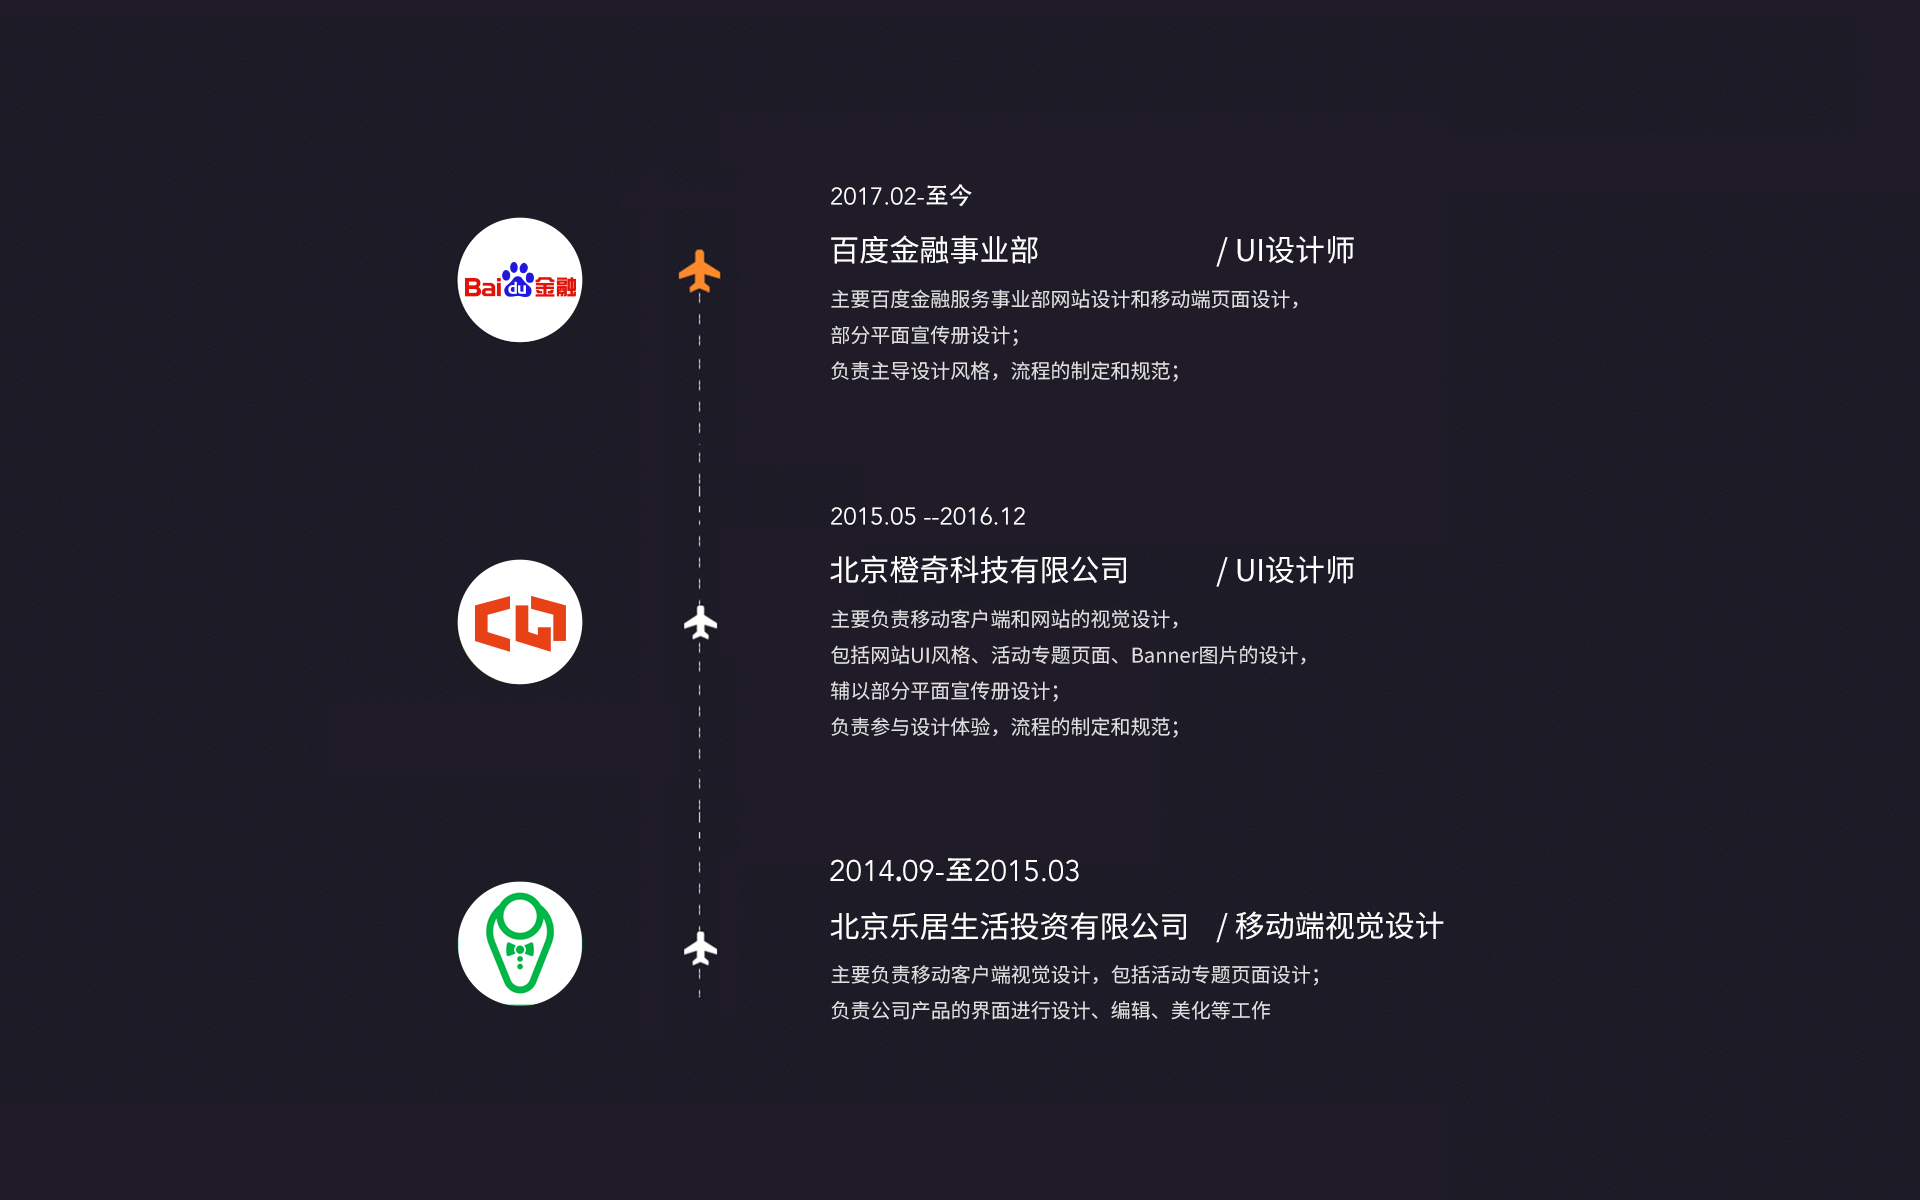 2017.02-至今
Bai du 金融
百度金融事业部 / UI设计师
主要百度金融服务事业部网站设计和移动端页面设计，
部分平面宣传册设计；
负责主导设计风格，流程的制定和规范；
2015.05 --2016.12
北京橙奇科技有限公司 / UI设计师
主要负责移动客户端和网站的视觉设计，
包括网站UI风格、活动专题页面、Banner图片的设计，
辅以部分平面宣传册设计；
负责参与设计体验，流程的制定和规范；
2014.09-至2015.03
北京乐居生活投资有限公司 / 移动端视觉设计
主要负责移动客户端视觉设计，包括活动专题页面设计；
负责公司产品的界面进行设计、编辑、美化等工作